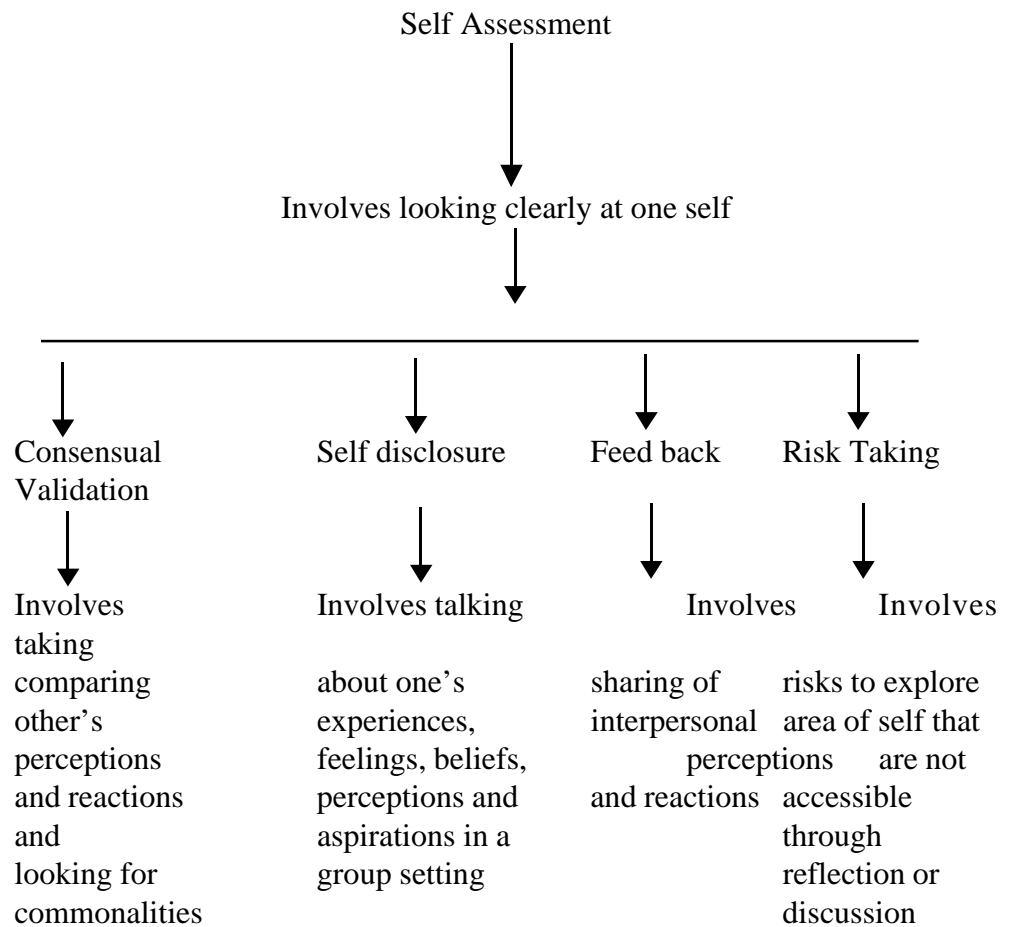 Self Assessment
Involves looking clearly at one self
Consensual
Validation
Self disclosure
Feed back
Risk Taking
Involves
taking
comparing
other's
perceptions
and reactions
and
looking for
commonalities
Involves talking
about one's
experiences,
feelings, beliefs,
perceptions and
aspirations in a
group setting
Involves
sharing of
interpersonal
perceptions
and reactions
Involves
risks to explore
area of self that
are not
accessible
through
reflection or
discussion